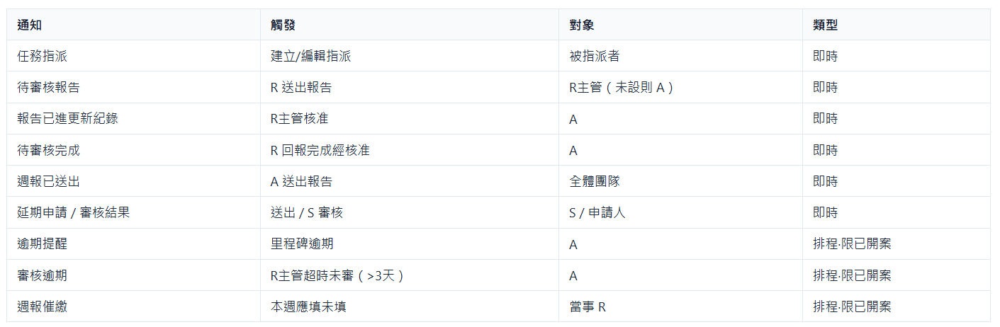 通知 觸發 對象 類型
任務指派 建立/編輯指派 被指派者 即時
待審核報告 R 送出報告 R主管（未設則 A） 即時
報告已進更新紀錄 R主管核准 A 即時
待審核完成 R 回報完成經核准 A 即時
週報已送出 A 送出報告 全體團隊 即時
延期申請 / 審核結果 送出 / S 審核 S / 申請人 即時
逾期提醒 里程碑逾期 A 排程·限已開案
審核逾期 R主管超時未審（>3天） A 排程·限已開案
週報催繳 本週應填未填 當事 R 排程·限已開案